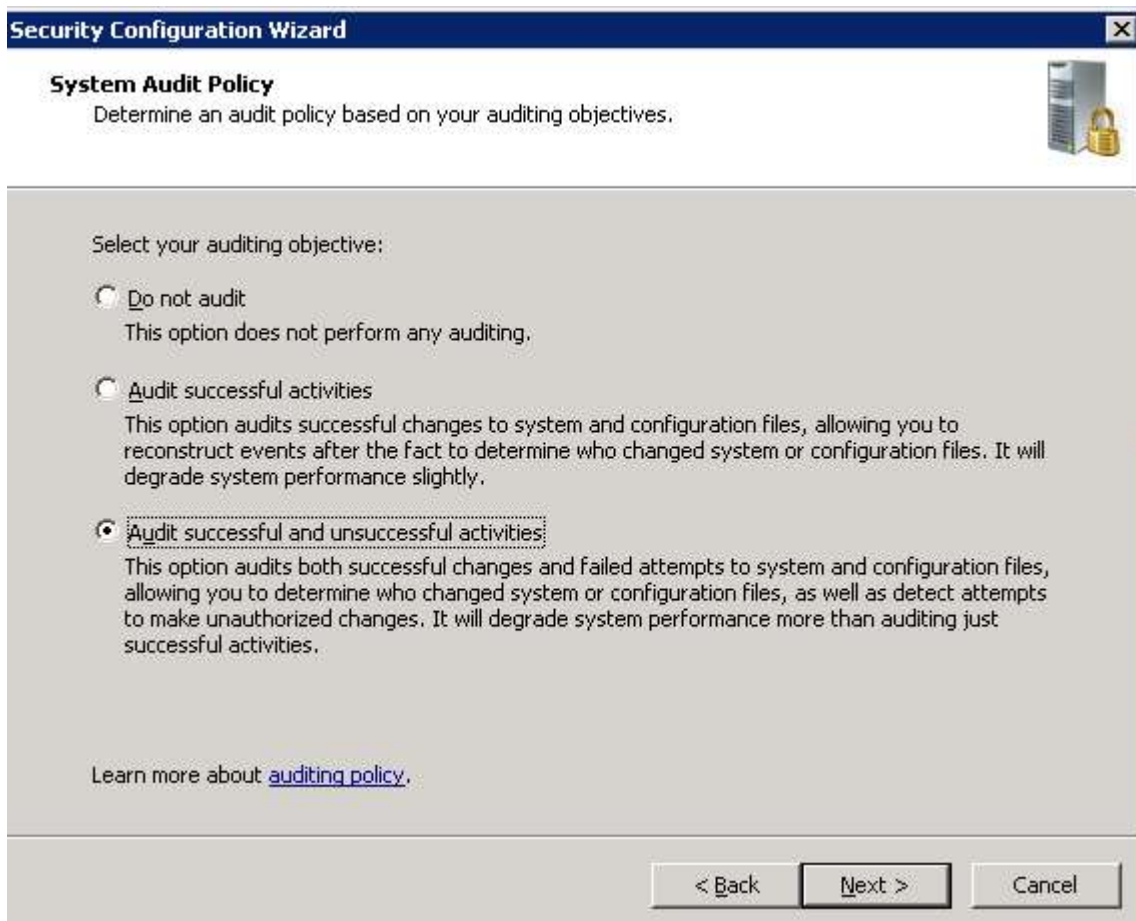 Security Configuration Wizard
System Audit Policy
Determine an audit policy based on your auditing objectives.
Select your auditing objective:
Do not audit
This option does not perform any auditing.
Audit successful activities
This option audits successful changes to system and configuration files, allowing you to
reconstruct events after the fact to determine who changed system or configuration files. It will
degrade system performance slightly.
Audit successful and unsuccessful activities
This option audits both successful changes and failed attempts to system and configuration files,
allowing you to determine who changed system or configuration files, as well as detect attempts
to make unauthorized changes. It will degrade system performance more than auditing just
successful activities.
Learn more about auditing policy.
< Back Next > Cancel